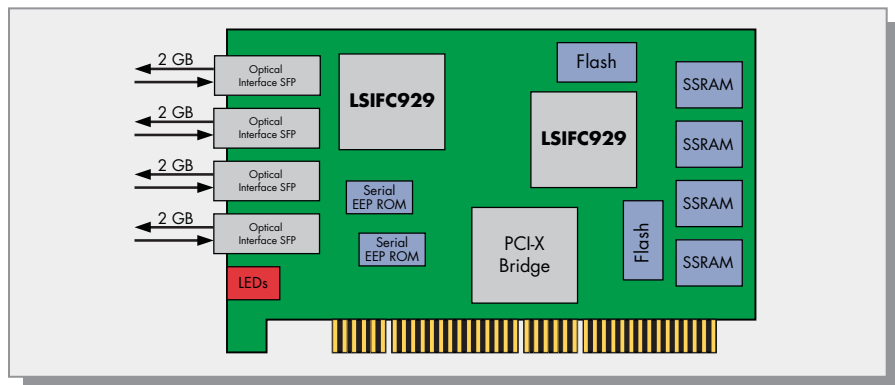 2 GB
Optical
Interface SFP
2 GB
Optical
Interface SFP
2 GB
Optical
Interface SFP
2 GB
Optical
Interface SFP
LEDs
LSIFC929
Serial
EEP ROM
Serial
EEP ROM
Flash
LSIFC929
PCI-X
Bridge
Flash
SSRAM
SSRAM
SSRAM
SSRAM